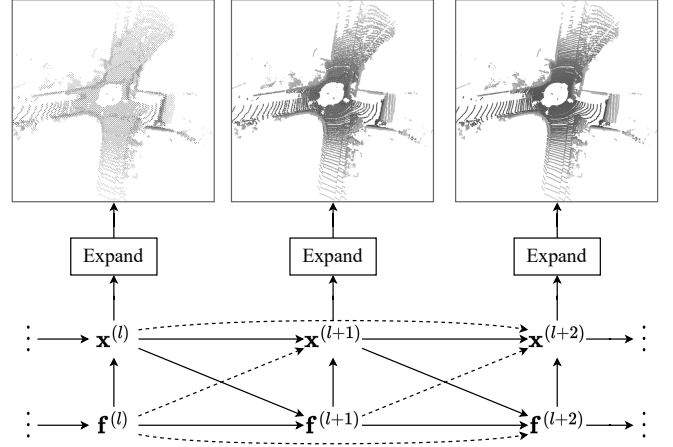 Expand Expand Expand
⋮ x^(l) x^(l+1) x^(l+2) ⋮
⋮ f^(l) f^(l+1) f^(l+2) ⋮